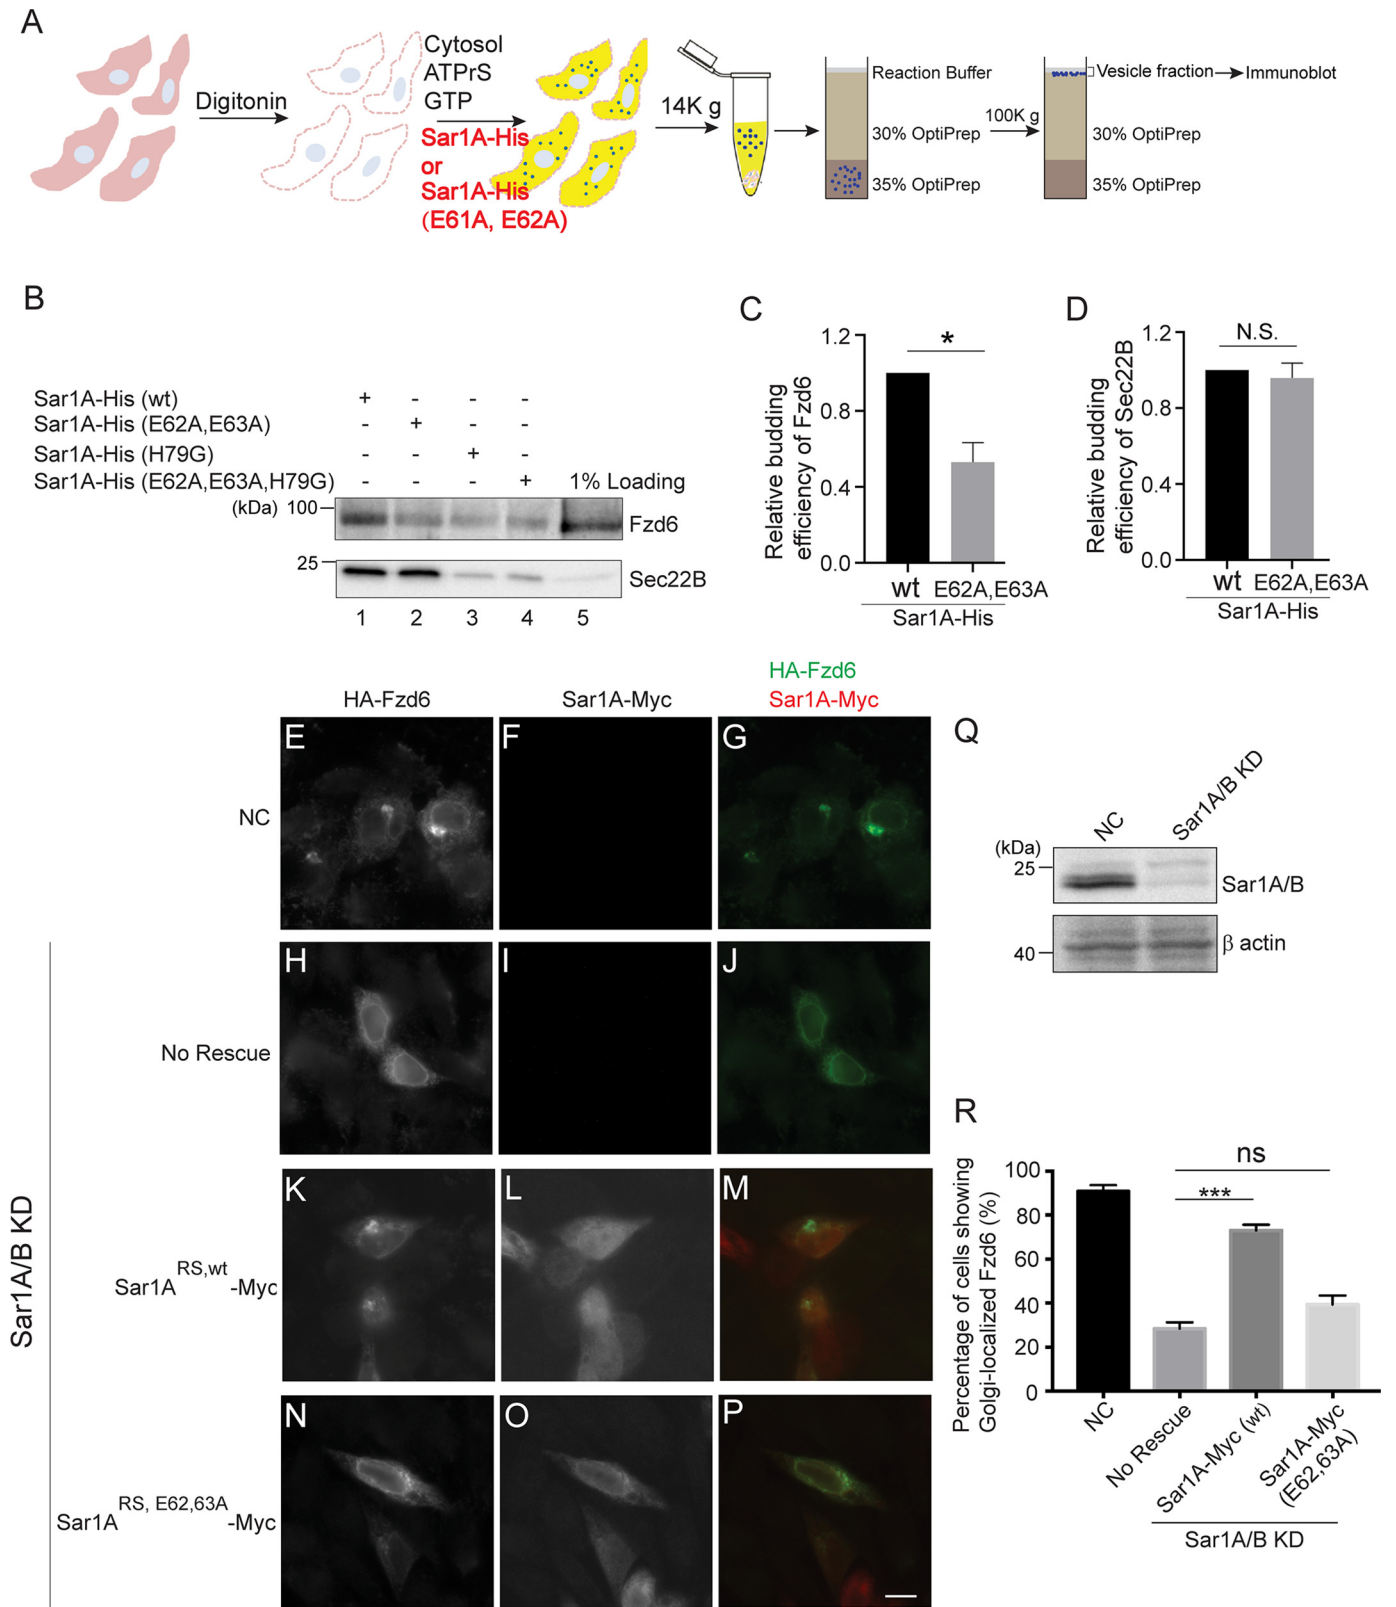 A
Digitonin
Cytosol
ATPrS
GTP
Sar1A-His
or
Sar1A-His
(E61A, E62A)
14K g
Reaction Buffer
30% OptiPrep
35% OptiPrep
100K g
Vesicle fraction
Immunoblot
30% OptiPrep
35% OptiPrep
B
Sar1A-His (wt) + - - -
Sar1A-His (E62A,E63A) - + - -
Sar1A-His (H79G) - - + -
Sar1A-His (E62A,E63A,H79G) - - - + 1% Loading
(kDa) 100
Fzd6
25
Sec22B
1 2 3 4 5
C
Relative budding
efficiency of Fzd6
1.2
0.8
0.4
0.0
*
wt E62A,E63A
Sar1A-His
D
Relative budding
efficiency of Sec22B
1.2
0.8
0.4
0.0
N.S.
wt E62A,E63A
Sar1A-His
HA-Fzd6
HA-Fzd6 Sar1A-Myc Sar1A-Myc
NC
E F G
No Rescue
H I J
Sar1A RS,wt -Myc
K L M
Sar1A RS, E62,63A -Myc
N O P
Sar1A/B KD
Q
NC
Sar1A/B KD
(kDa)
25
Sar1A/B
40
β actin
R
Percentage of cells showing
Golgi-localized Fzd6 (%)
100
80
60
40
20
0
ns
***
NC
No Rescue
Sar1A-Myc (wt)
Sar1A-Myc
(E62,63A)
Sar1A/B KD